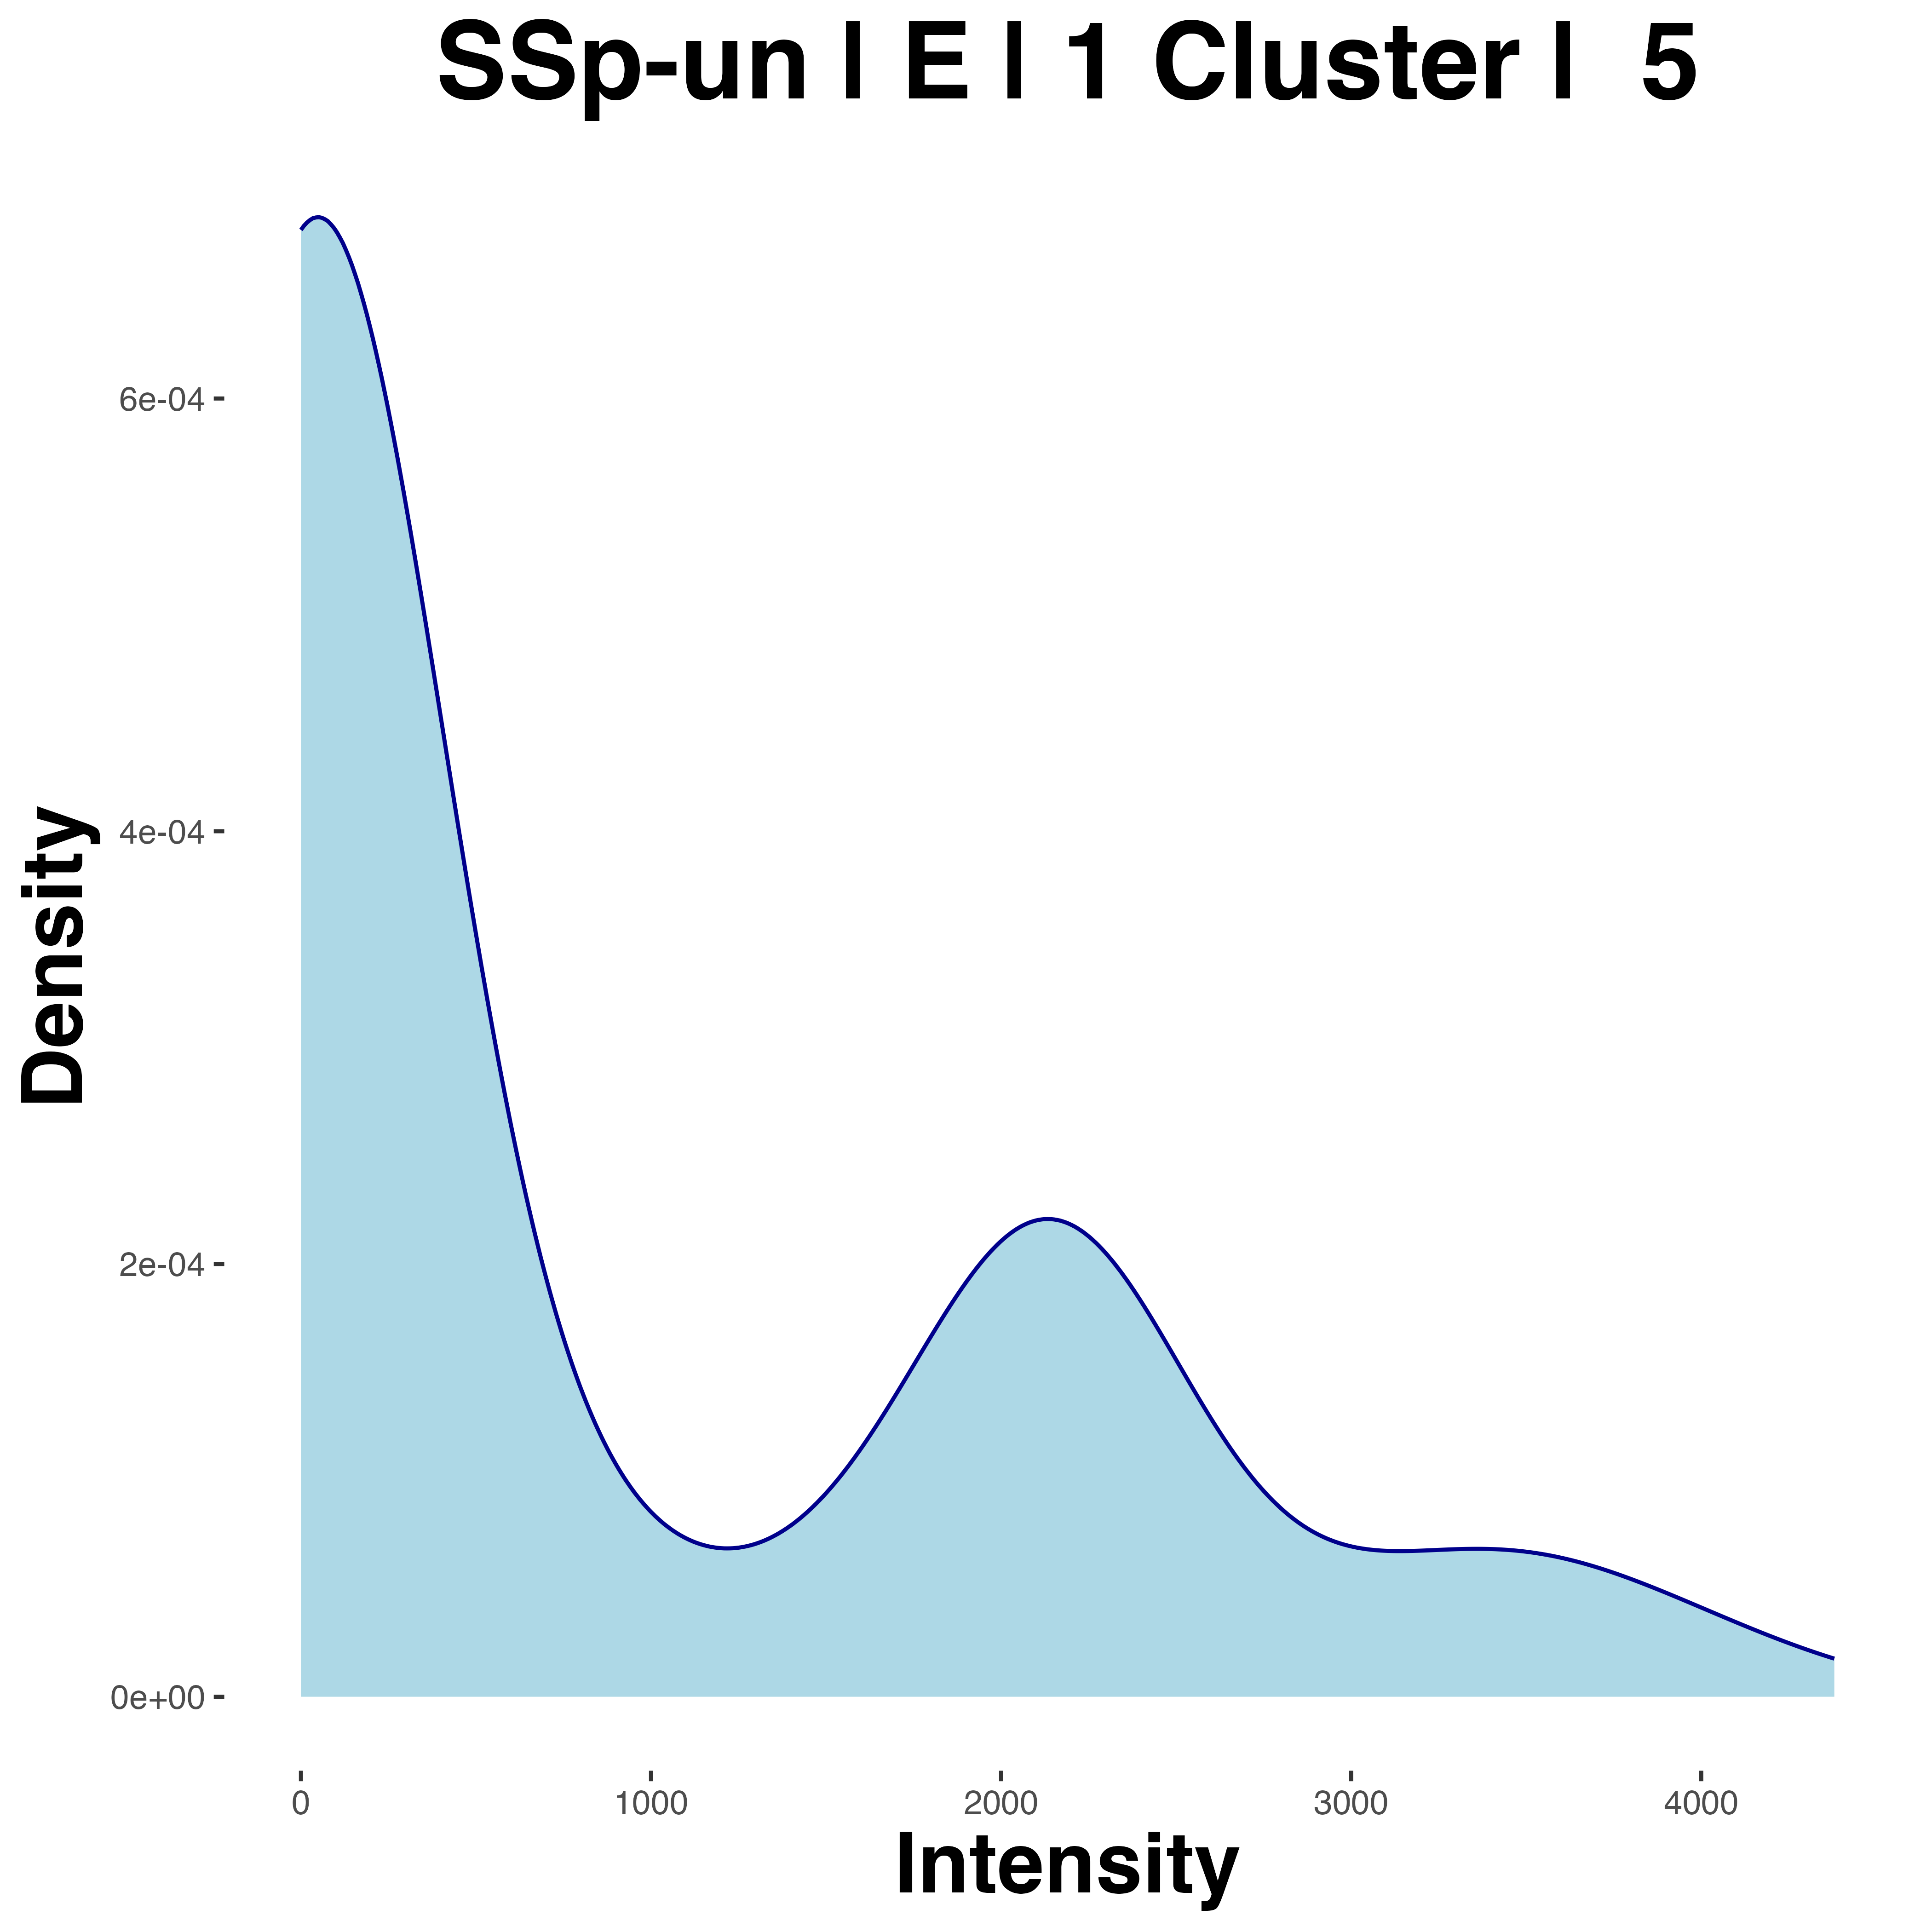 SSp-un | E | 1 Cluster | 5
Density
6e-04
4e-04
2e-04
0e+00
0 1000 2000 3000 4000
Intensity